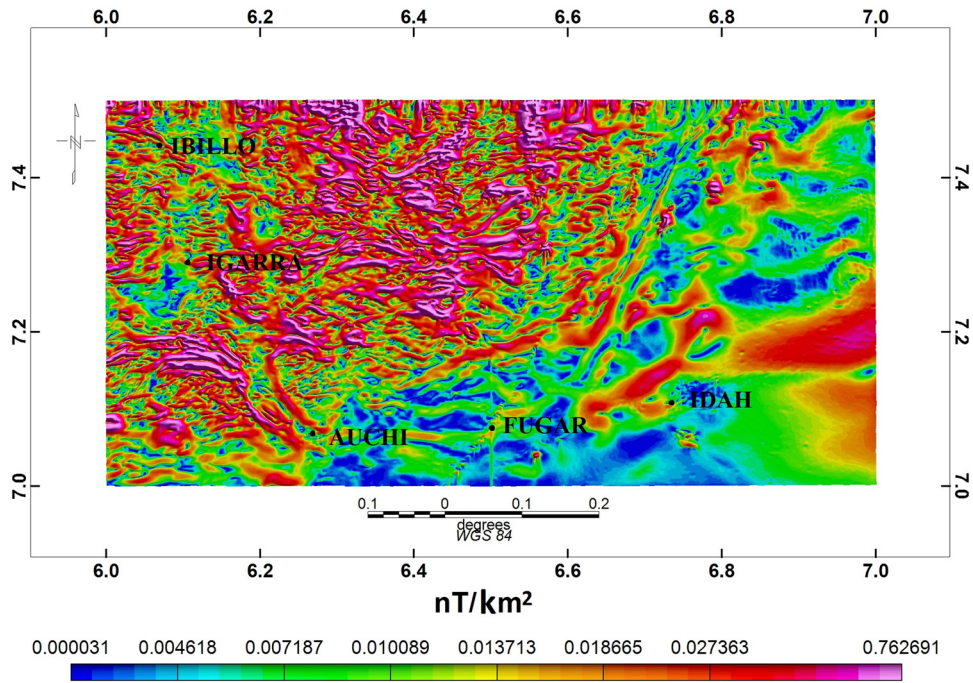 6.0 6.2 6.4 6.6 6.8 7.0
N
IBILLO
7.4 7.4
IGARRA
7.2 7.2
IDAH
FUGAR
AUCHI
7.0 7.0
0.1 0 0.1 0.2
degrees
WGS 84
6.0 6.2 6.4 6.6 6.8 7.0
nT/km²
0.000031 0.004618 0.007187 0.010089 0.013713 0.018665 0.027363 0.762691